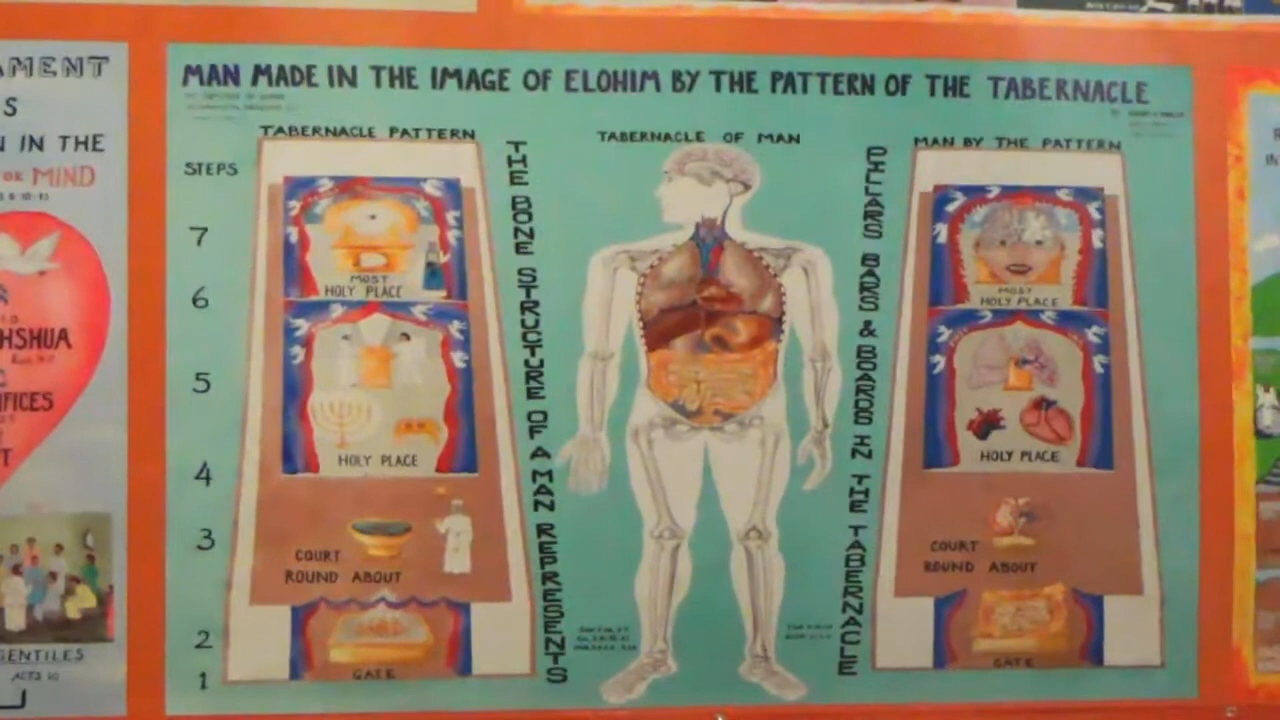 AMENT
S
N IN THE
OR MIND
HSHUA
IFICES
T
GENTILES
ACTS 10
MAN MADE IN THE IMAGE OF ELOHIM BY THE PATTERN OF THE TABERNACLE
TABERNACLE PATTERN
STEPS
7
6
5
4
3
2
1
MOST
HOLY PLACE
HOLY PLACE
COURT
ROUND ABOUT
GATE
THE BONE STRUCTURE OF A MAN REPRESENTS
TABERNACLE OF MAN
PILLARS BARS & BOARDS IN THE TABERNACLE
MAN BY THE PATTERN
MOST
HOLY PLACE
HOLY PLACE
COURT
ROUND ABOUT
GATE